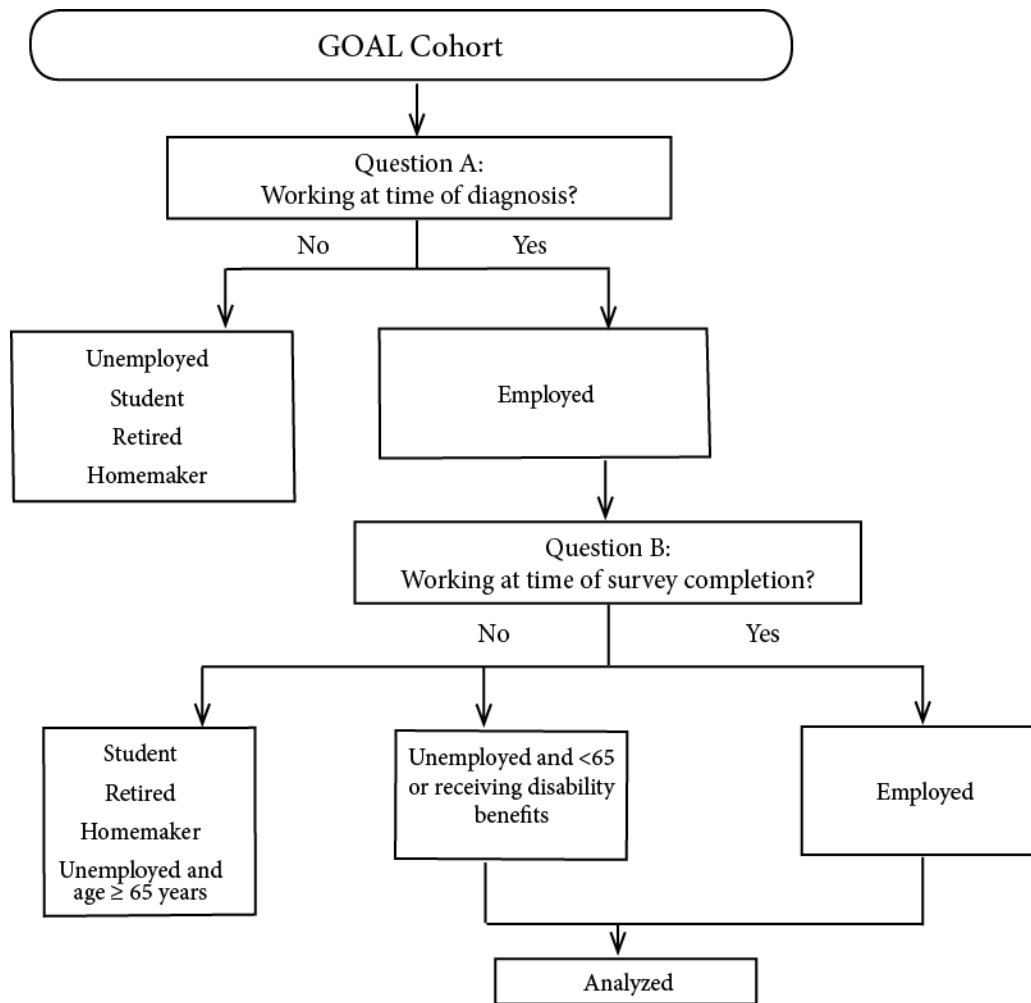 GOAL Cohort
Question A:
Working at time of diagnosis?
No
Yes
Unemployed
Student
Retired
Homemaker
Employed
Question B:
Working at time of survey completion?
No
Yes
Student
Retired
Homemaker
Unemployed and
age ≥ 65 years
Unemployed and <65
or receiving disability
benefits
Employed
Analyzed